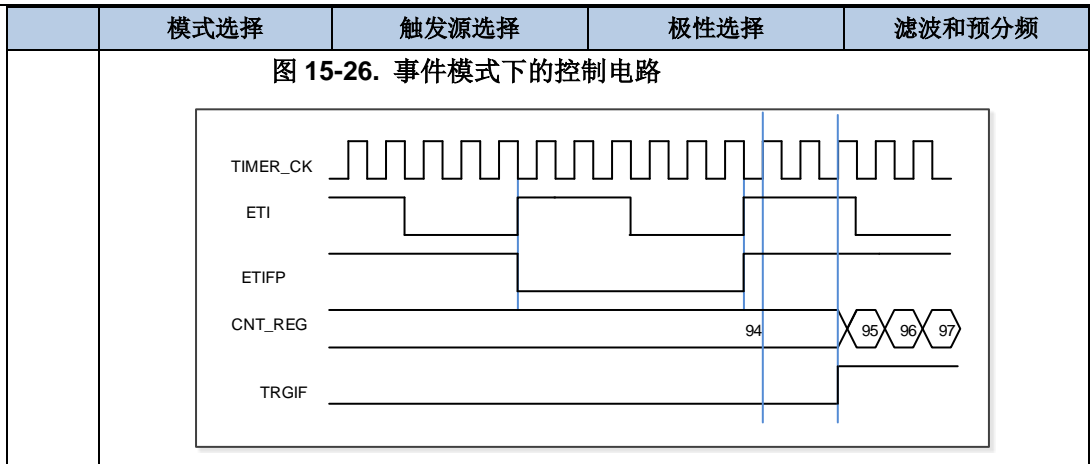 模式选择 触发源选择 极性选择 滤波和预分频
图 15-26. 事件模式下的控制电路
TIMER_CK
ETI
ETIFP
CNT_REG 94 95 96 97
TRGIF